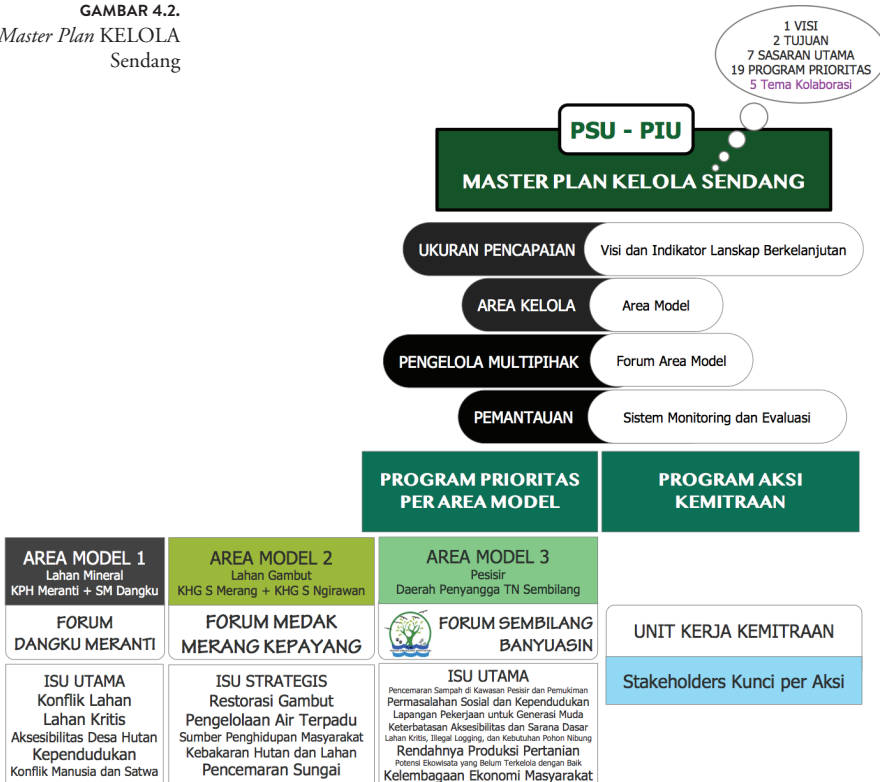 GAMBAR 4.2.
Master Plan KELOLA
Sendang
1 VISI
2 TUJUAN
7 SASARAN UTAMA
19 PROGRAM PRIORITAS
5 Tema Kolaborasi
PSU - PIU
MASTER PLAN KELOLA SENDANG
UKURAN PENCAPAIAN
Visi dan Indikator Lanskap Berkelanjutan
AREA KELOLA
Area Model
PENGELOLA MULTIPIHAK
Forum Area Model
PEMANTAUAN
Sistem Monitoring dan Evaluasi
PROGRAM PRIORITAS
PER AREA MODEL
PROGRAM AKSI
KEMITRAAN
AREA MODEL 1
Lahan Mineral
KPH Meranti + SM Dangku
FORUM
DANGKU MERANTI
ISU UTAMA
Konflik Lahan
Lahan Kritis
Aksesibilitas Desa Hutan
Kependudukan
Konflik Manusia dan Satwa
AREA MODEL 2
Lahan Gambut
KHG S Merang + KHG S Ngirawan
FORUM MEDAK
MERANG KEPAYANG
ISU STRATEGIS
Restorasi Gambut
Pengelolaan Air Terpadu
Sumber Penghidupan Masyarakat
Kebakaran Hutan dan Lahan
Pencemaran Sungai
AREA MODEL 3
Pesisir
Daerah Penyangga TN Sembilang
FORUM SEMBILANG
BANYUASIN
ISU UTAMA
Pencemaran Sampah di Kawasan Pesisir dan Pemukiman
Permasalahan Sosial dan Kependudukan
Lapangan Pekerjaan untuk Generasi Muda
Keterbatasan Aksesibilitas dan Sarana Dasar
Lahan Kritis, Illegal Logging, dan Kebutuhan Pohon Nibung
Rendahnya Produksi Pertanian
Potensi Ekowisata yang Belum Terkelola dengan Baik
Kelembagaan Ekonomi Masyarakat
UNIT KERJA KEMITRAAN
Stakeholders Kunci per Aksi